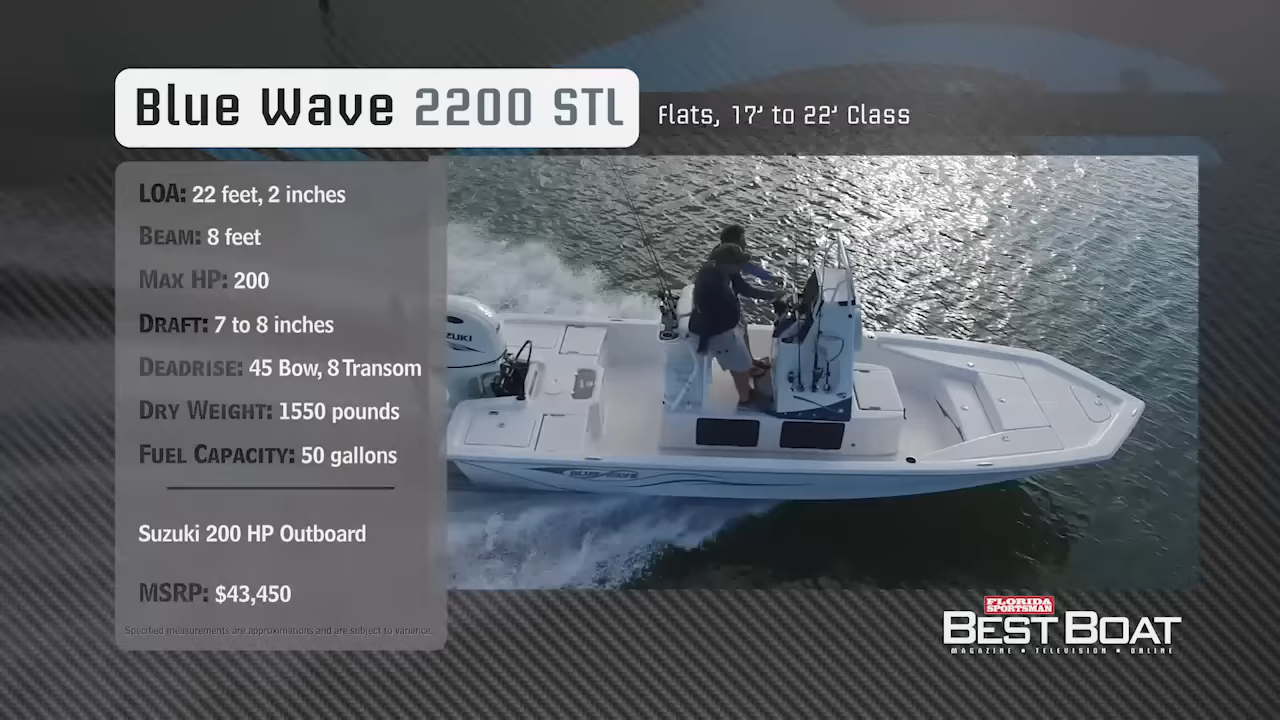 Blue Wave 2200 STL
Flats, 17' to 22' Class
LOA: 22 feet, 2 inches
BEAM: 8 feet
MAX HP: 200
DRAFT: 7 to 8 inches
DEADRISE: 45 Bow, 8 Transom
DRY WEIGHT: 1550 pounds
FUEL CAPACITY: 50 gallons
Suzuki 200 HP Outboard
MSRP: $43,450
Specified measurements are approximations and are subject to variance.
ZUKI
BLUE WAVE
FLORIDA
SPORTSMAN
BEST BOAT
MAGAZINE • TELEVISION • ONLINE